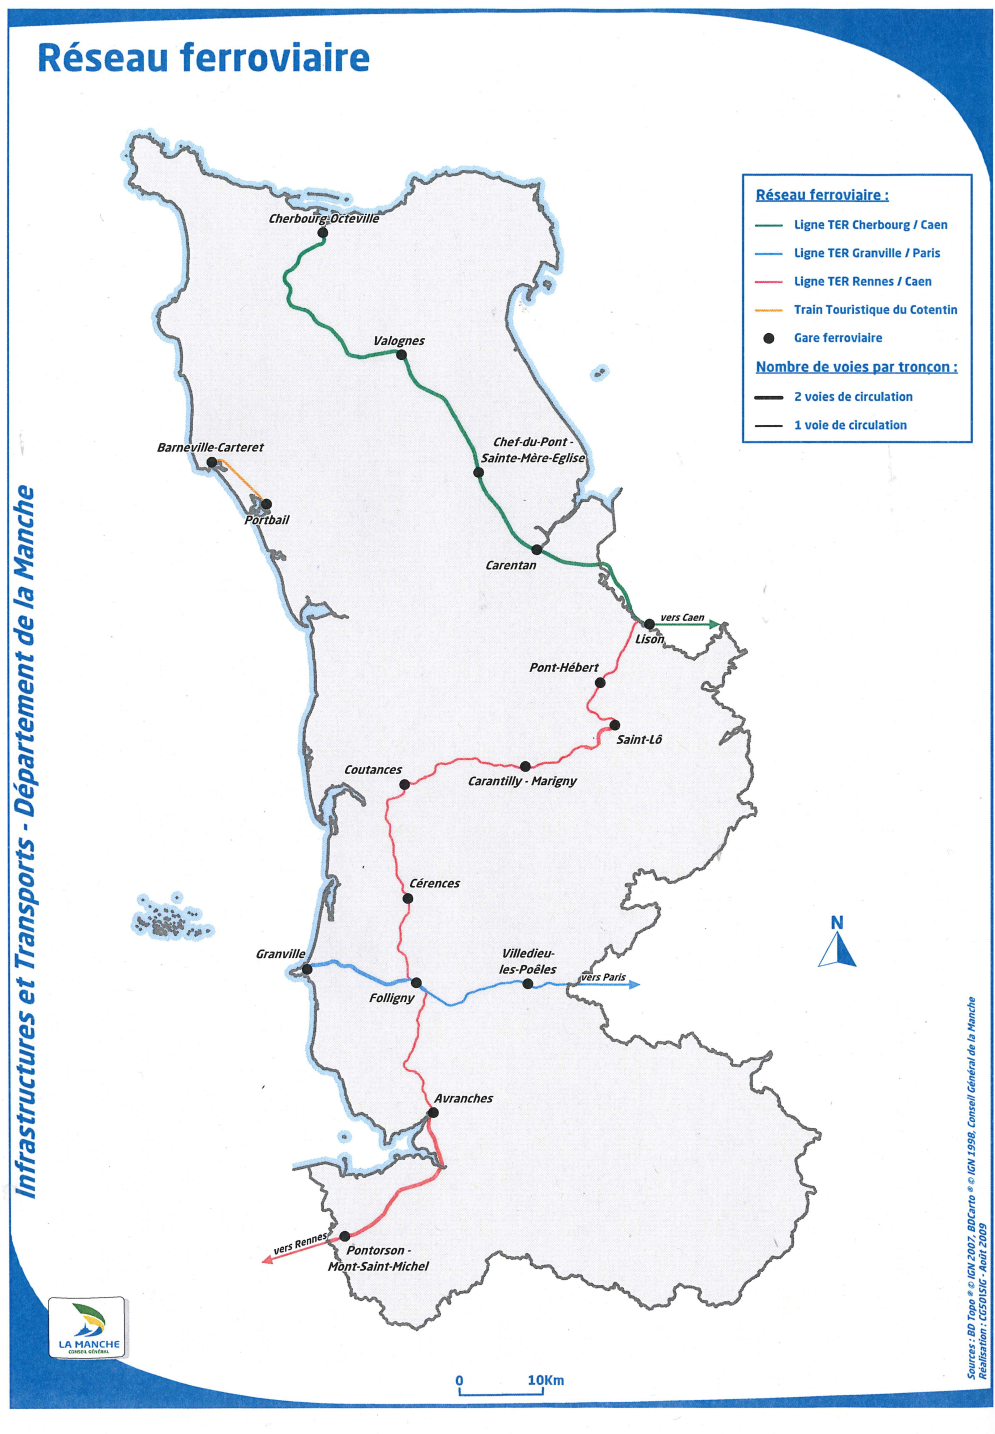 Réseau ferroviaire
Réseau ferroviaire :
Ligne TER Cherbourg / Caen
Ligne TER Granville / Paris
Ligne TER Rennes / Caen
Train Touristique du Cotentin
Gare ferroviaire
Nombre de voies par tronçon :
2 voies de circulation
1 voie de circulation
Cherbourg-Octeville
Valognes
Chef-du-Pont -
Sainte-Mère-Eglise
Barneville-Carteret
Portbail
Carentan
vers Caen
Lison
Pont-Hébert
Saint-Lô
Coutances
Carantilly - Marigny
Cérences
Granville
Villedieu-
les-Poêles
vers Paris
Folligny
Avranches
vers Rennes
Pontorson -
Mont-Saint-Michel
N
Infrastructures et Transports - Département de la Manche
LA MANCHE
CONSEIL GÉNÉRAL
0 10Km
Sources : BD Topo ® © IGN 2007, BDCarto ® © IGN 1998, Conseil Général de la Manche
Réalisation : CG50\SIG - Août 2009